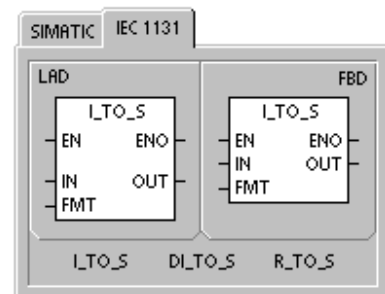 SIMATIC IEC 1131
LAD FBD
I_TO_S I_TO_S
EN ENO EN ENO
IN OUT IN OUT
FMT FMT
I_TO_S DI_TO_S R_TO_S